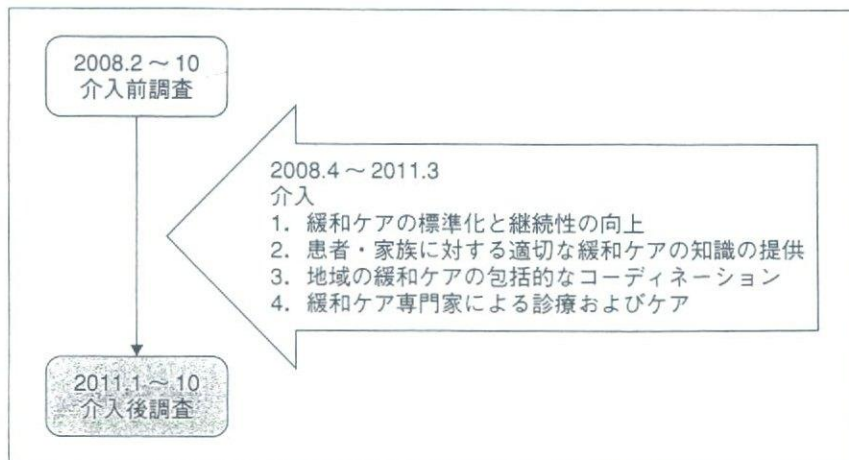 2008.2～10
介入前調査
2008.4～2011.3
介入
1. 緩和ケアの標準化と継続性の向上
2. 患者・家族に対する適切な緩和ケアの知識の提供
3. 地域の緩和ケアの包括的なコーディネーション
4. 緩和ケア専門家による診療およびケア
2011.1～10
介入後調査